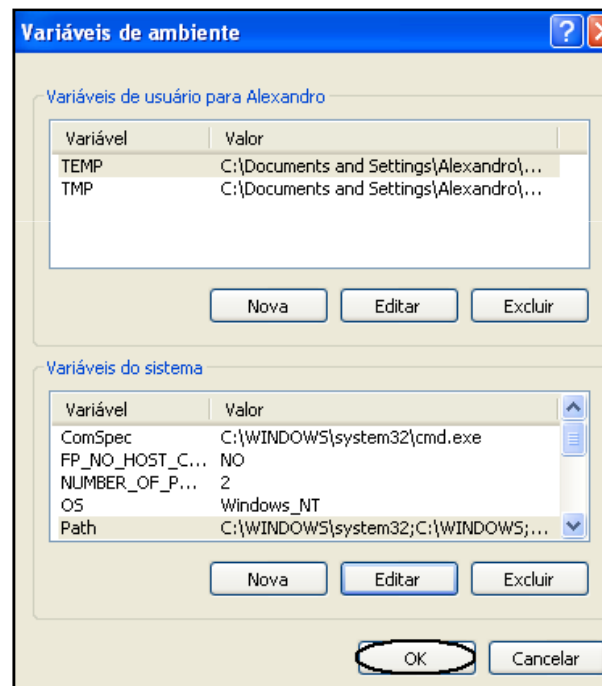 Variáveis de ambiente
Variáveis de usuário para Alexandro
Variável Valor
TEMP C:\Documents and Settings\Alexandro\...
TMP C:\Documents and Settings\Alexandro\...
Nova Editar Excluir
Variáveis do sistema
Variável Valor
ComSpec C:\WINDOWS\system32\cmd.exe
FP_NO_HOST_C... NO
NUMBER_OF_P... 2
OS Windows_NT
Path C:\WINDOWS\system32;C:\WINDOWS;...
Nova Editar Excluir
OK Cancelar